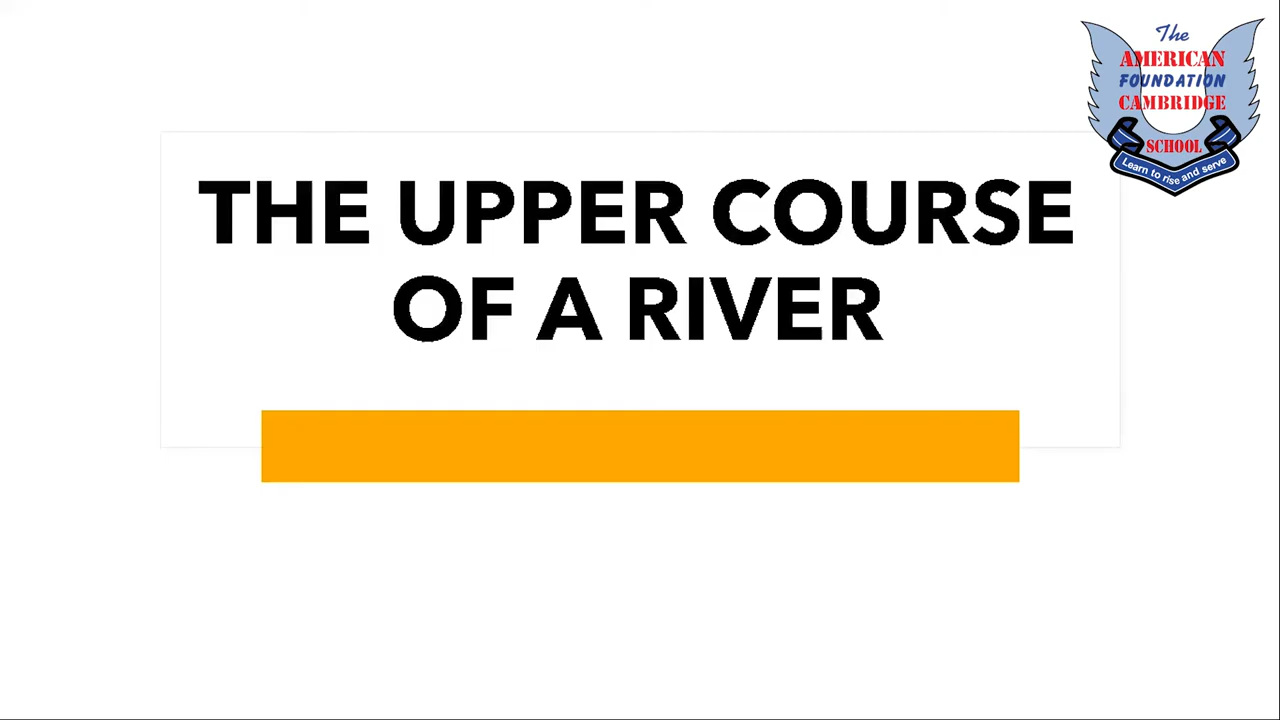 The
AMERICAN
FOUNDATION
CAMBRIDGE
SCHOOL
Learn to rise and serve
THE UPPER COURSE
OF A RIVER